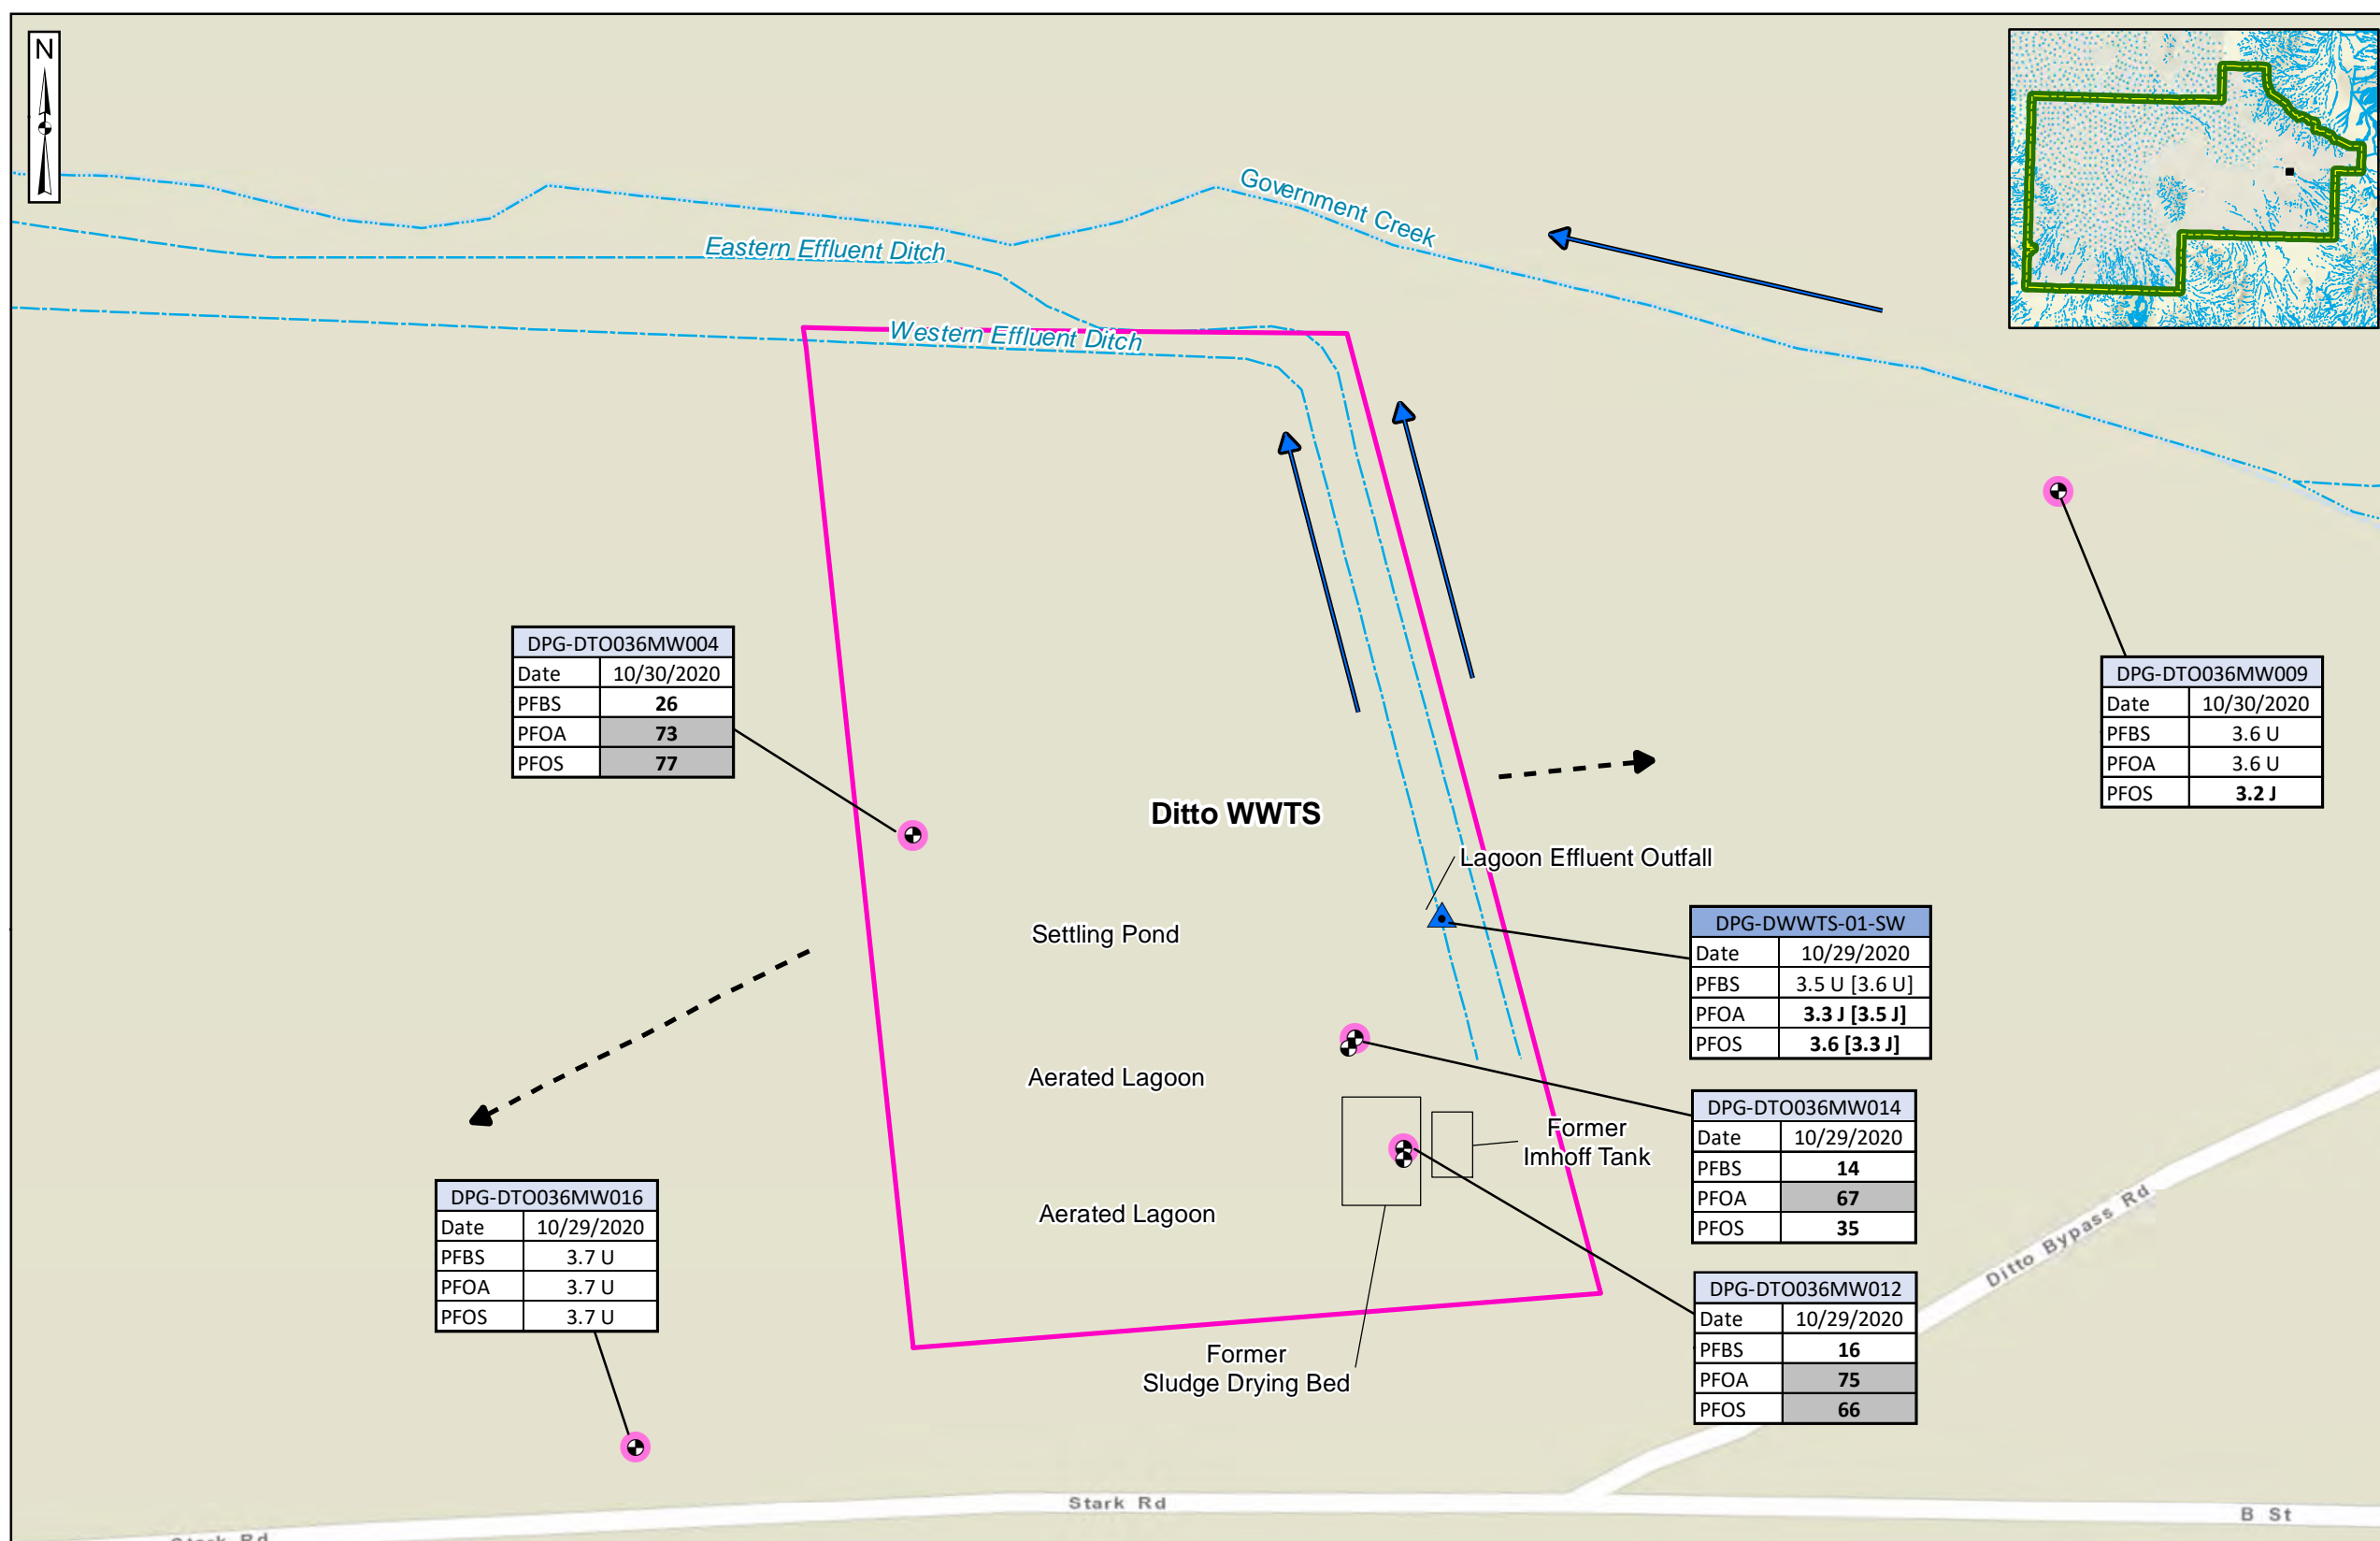 N
Government Creek
Eastern Effluent Ditch
Western Effluent Ditch
DPG-DTO036MW004
Date 10/30/2020
PFBS 26
PFOA 73
PFOS 77
DPG-DTO036MW009
Date 10/30/2020
PFBS 3.6 U
PFOA 3.6 U
PFOS 3.2 J
Ditto WWTS
Lagoon Effluent Outfall
Settling Pond
DPG-DWWTS-01-SW
Date 10/29/2020
PFBS 3.5 U [3.6 U]
PFOA 3.3 J [3.5 J]
PFOS 3.6 [3.3 J]
Aerated Lagoon
DPG-DTO036MW014
Date 10/29/2020
PFBS 14
PFOA 67
PFOS 35
Former
Imhoff Tank
Aerated Lagoon
DPG-DTO036MW016
Date 10/29/2020
PFBS 3.7 U
PFOA 3.7 U
PFOS 3.7 U
Ditto Bypass Rd
DPG-DTO036MW012
Date 10/29/2020
PFBS 16
PFOA 75
PFOS 66
Former
Sludge Drying Bed
Stark Rd
B St
Stark Rd